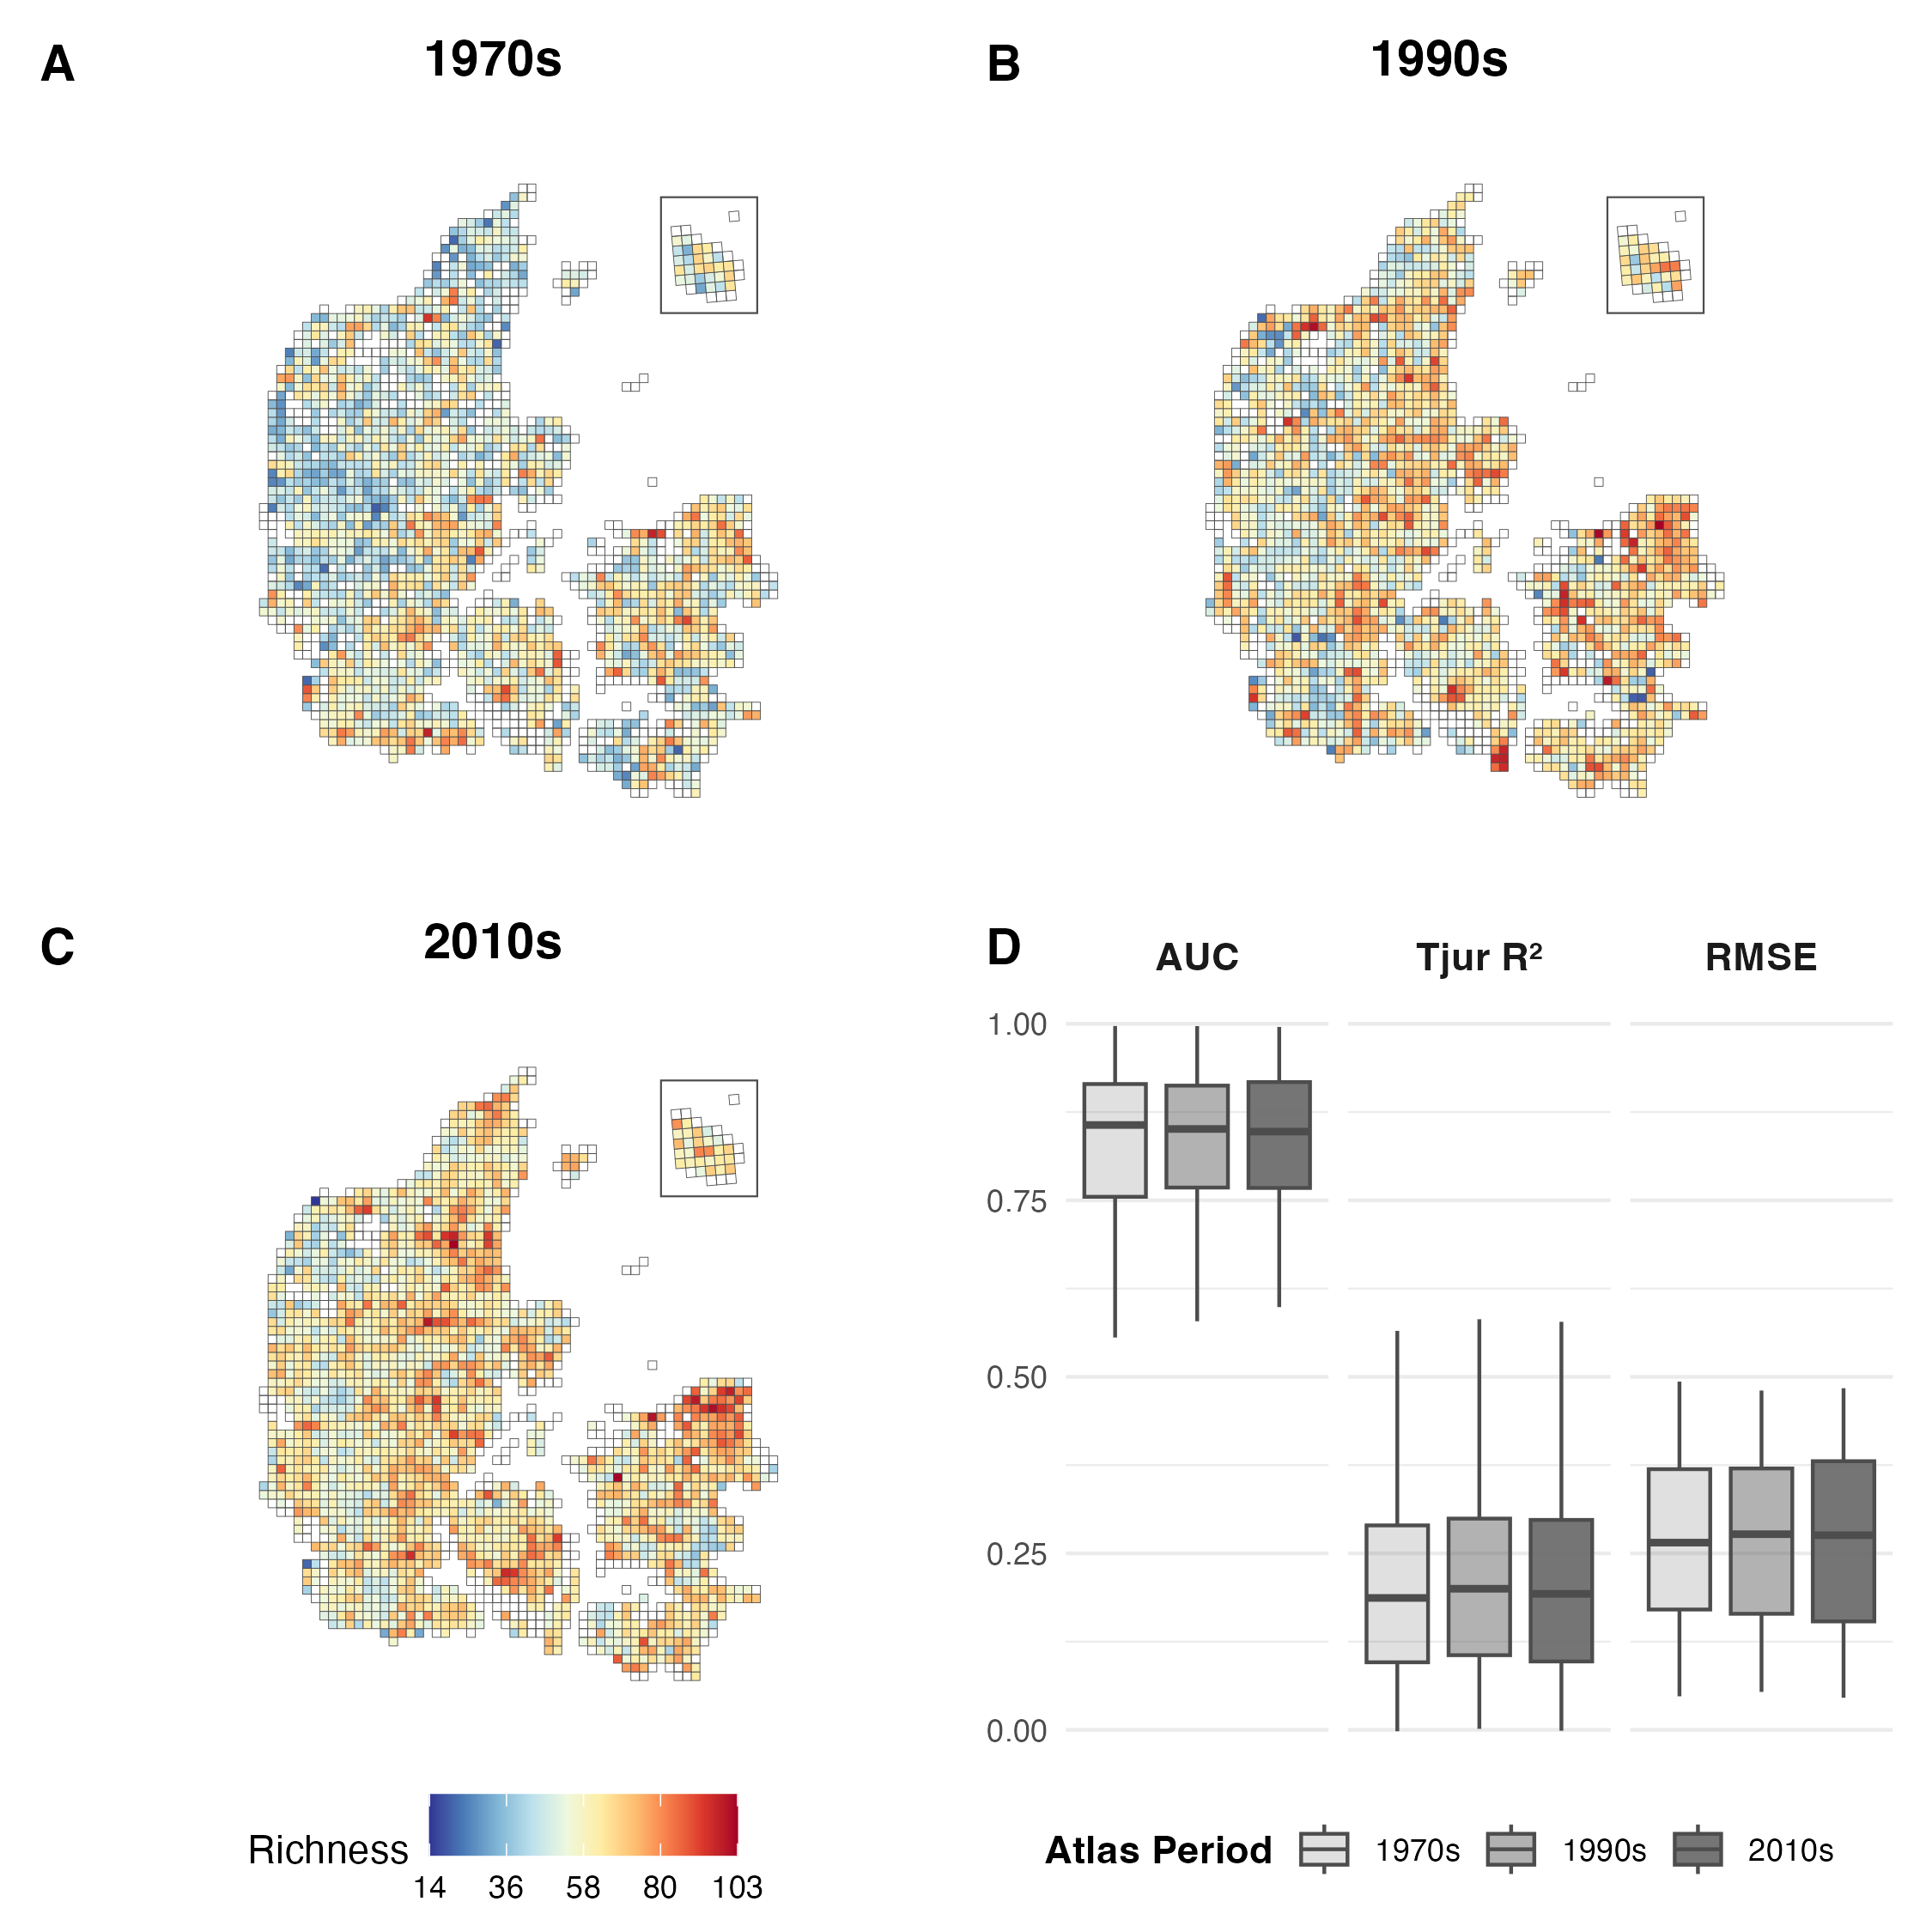 A
1970s
B
1990s
C
2010s
Richness
14 36 58 80 103
D
AUC Tjur R² RMSE
1.00
0.75
0.50
0.25
0.00
Atlas Period 1970s 1990s 2010s